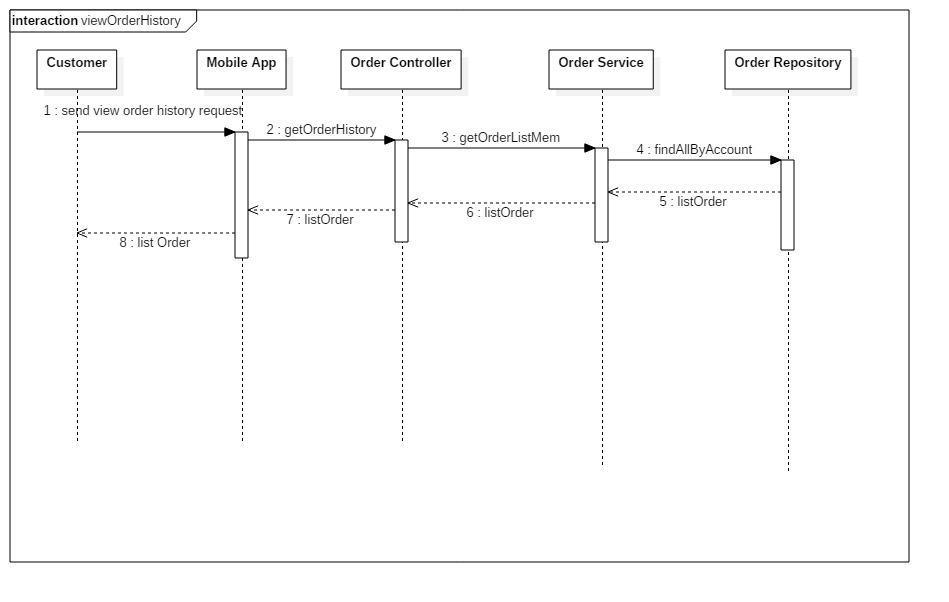 interaction viewOrderHistory
Customer
Mobile App
Order Controller
Order Service
Order Repository
1 : send view order history request
2 : getOrderHistory
3 : getOrderListMem
4 : findAllByAccount
5 : listOrder
6 : listOrder
7 : listOrder
8 : list Order